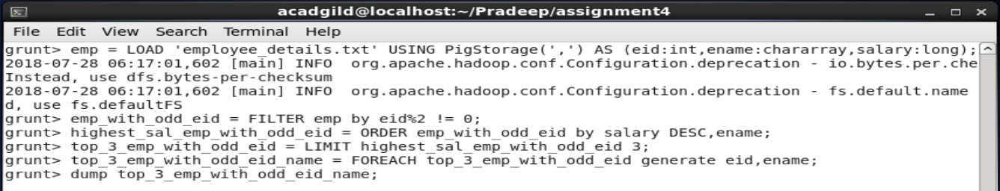 acadgild@localhost:~/Pradeep/assignment4
File Edit View Search Terminal Help
grunt> emp = LOAD 'employee_details.txt' USING PigStorage(',') AS (eid:int,ename:chararray,salary:long);
2018-07-28 06:17:01,602 [main] INFO  org.apache.hadoop.conf.Configuration.deprecation - io.bytes.per.che
Instead, use dfs.bytes-per-checksum
2018-07-28 06:17:01,602 [main] INFO  org.apache.hadoop.conf.Configuration.deprecation - fs.default.name
d, use fs.defaultFS
grunt> emp_with_odd_eid = FILTER emp by eid%2 != 0;
grunt> highest_sal_emp_with_odd_eid = ORDER emp_with_odd_eid by salary DESC,ename;
grunt> top_3_emp_with_odd_eid = LIMIT highest_sal_emp_with_odd_eid 3;
grunt> top_3_emp_with_odd_eid_name = FOREACH top_3_emp_with_odd_eid generate eid,ename;
grunt> dump top_3_emp_with_odd_eid_name;